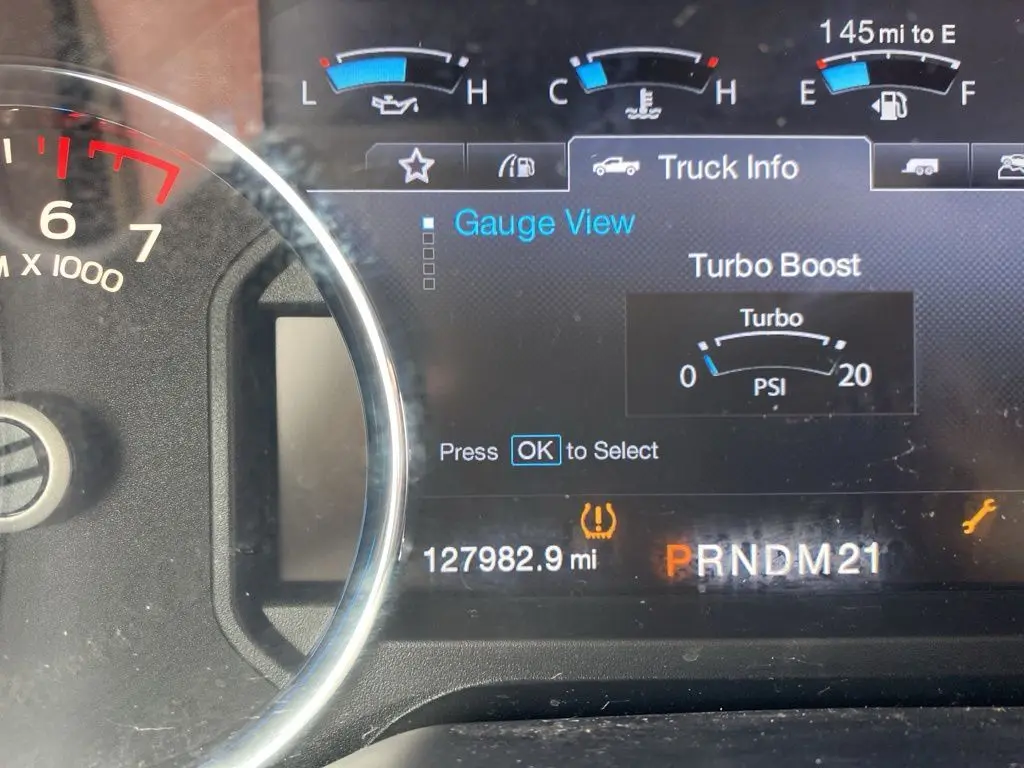 145 mi to E
L H
C H
E F
Truck Info
6
7
X 1000
Gauge View
Turbo Boost
Turbo
0 20
PSI
Press OK to Select
127982.9 mi
PRNDM21